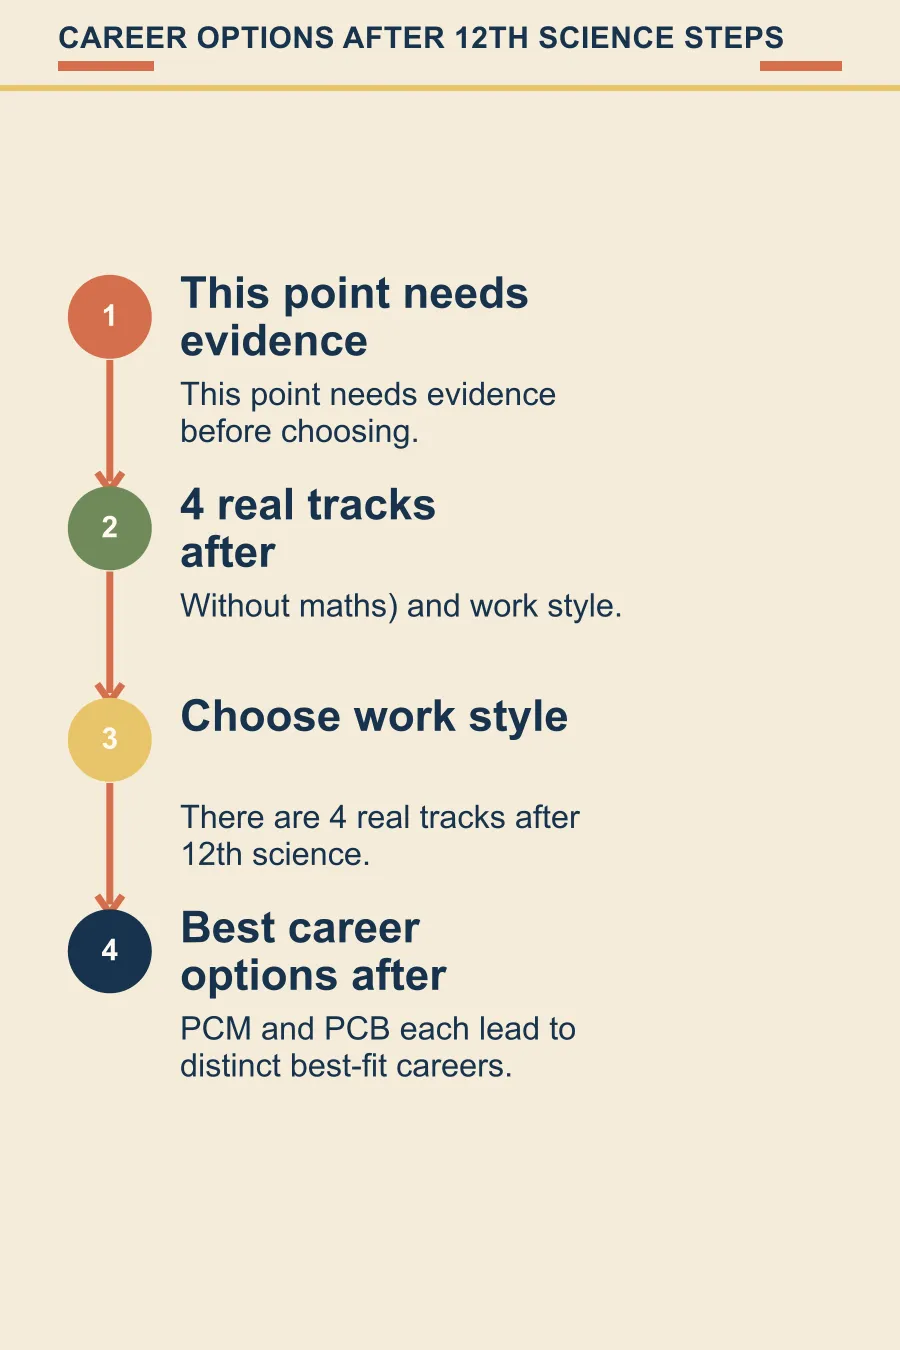 CAREER OPTIONS AFTER 12TH SCIENCE STEPS
1
This point needs
evidence
This point needs evidence
before choosing.
2
4 real tracks
after
Without maths) and work style.
3
Choose work style
There are 4 real tracks after
12th science.
4
Best career
options after
PCM and PCB each lead to
distinct best-fit careers.